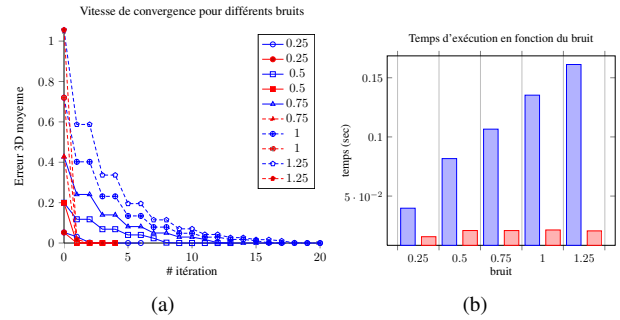 Vitesse de convergence pour différents bruits
Erreur 3D moyenne
1
0.8
0.6
0.4
0.2
0
0 5 10 15 20
# itération
0.25
0.25
0.5
0.5
0.75
0.75
1
1
1.25
1.25
(a)
Temps d'exécution en fonction du bruit
temps (sec)
0.15
0.1
5 · 10⁻²
0.25 0.5 0.75 1 1.25
bruit
(b)